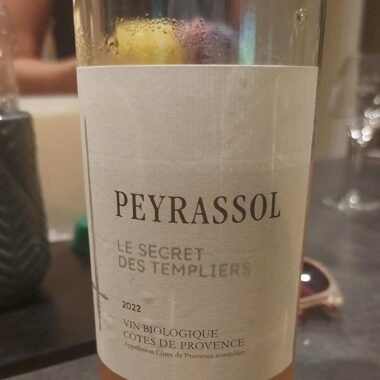 PEYRASSOL
LE SECRET
DES TEMPLIERS
2022
VIN BIOLOGIQUE
CÔTES DE PROVENCE
Appellation Côtes de Provence contrôlée